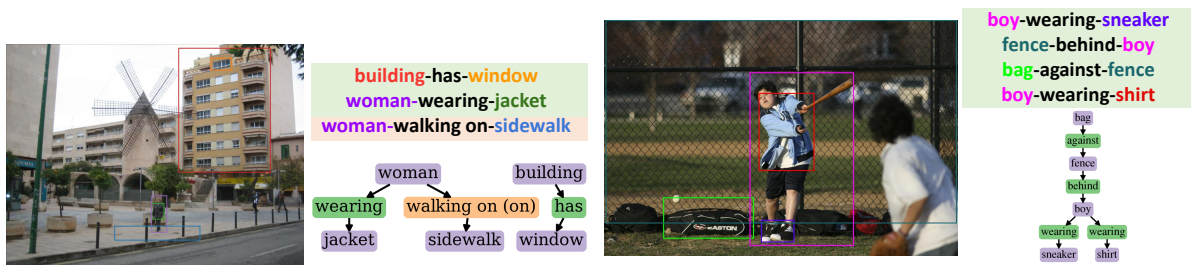 building-has-window
woman-wearing-jacket
woman-walking on-sidewalk
woman
building
wearing
walking on (on)
has
jacket
sidewalk
window
EASTON
boy-wearing-sneaker
fence-behind-boy
bag-against-fence
boy-wearing-shirt
bag
against
fence
behind
boy
wearing
wearing
sneaker
shirt